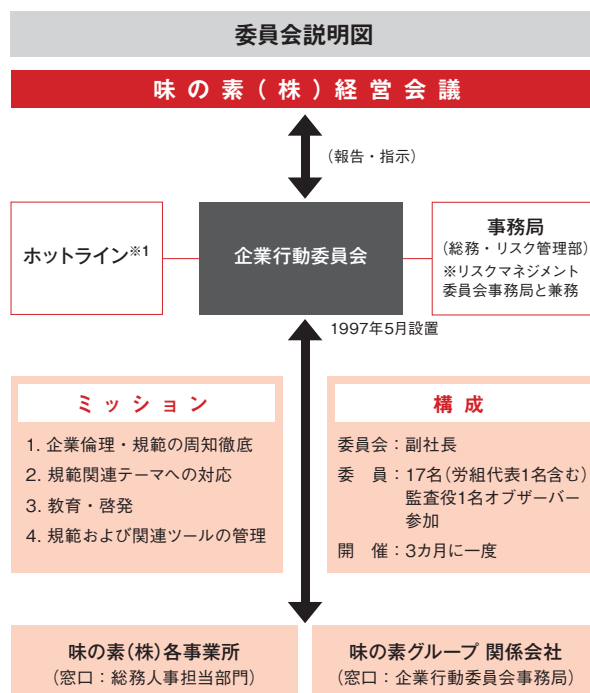 委員会説明図
味の素(株)経営会議
(報告・指示)
ホットライン※1
企業行動委員会
事務局
(総務・リスク管理部)
※リスクマネジメント
委員会事務局と兼務
1997年5月設置
ミッション
1. 企業倫理・規範の周知徹底
2. 規範関連テーマへの対応
3. 教育・啓発
4. 規範および関連ツールの管理
構成
委員会:副社長
委　員:17名(労組代表1名含む)
監査役1名オブザーバー
参加
開　催:3カ月に一度
味の素(株)各事業所
(窓口:総務人事担当部門)
味の素グループ 関係会社
(窓口:企業行動委員会事務局)